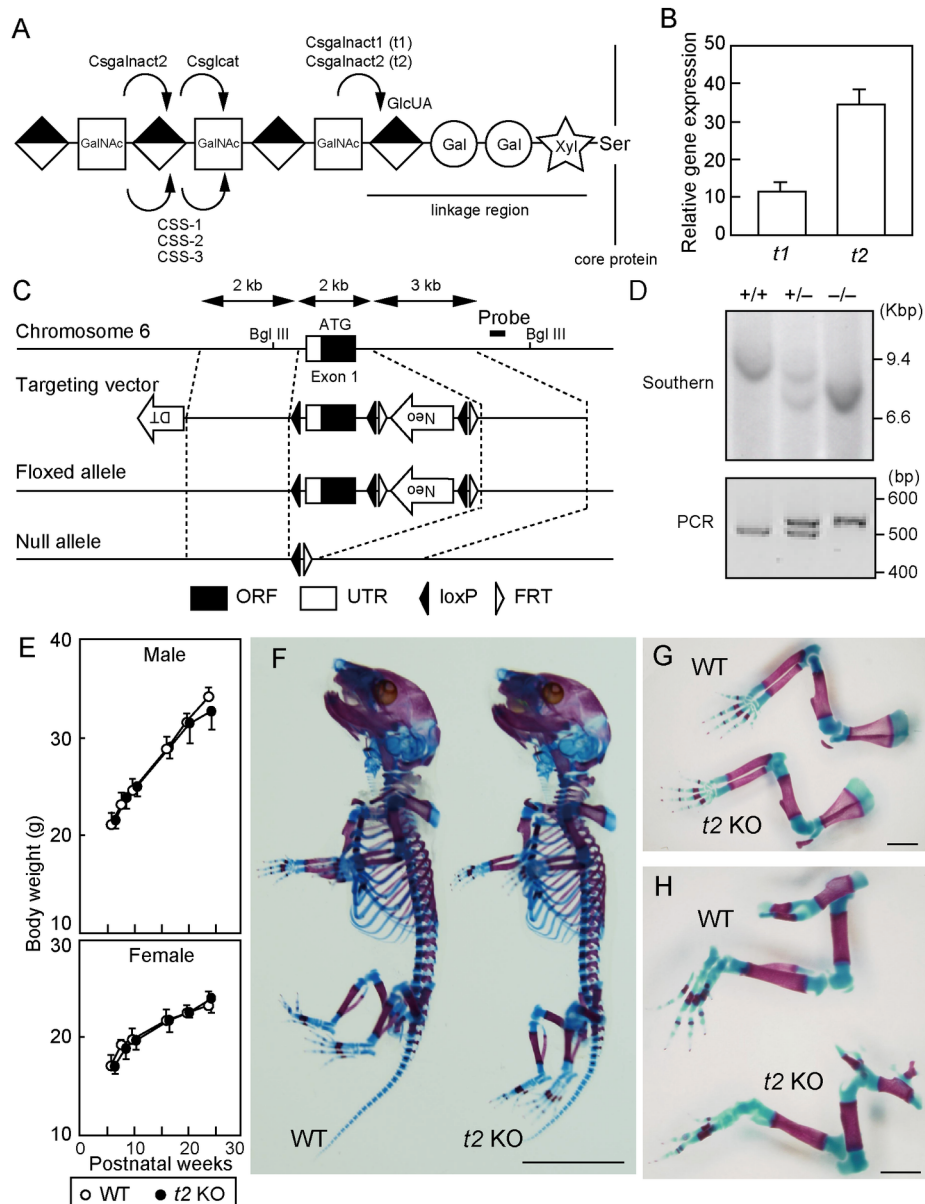 A
Csgalnact2
Csglcat
Csgalnact1 (t1)
Csgalnact2 (t2)
GlcUA
GalNAc
GalNAc
GalNAc
Gal
Gal
Xyl
Ser
CSS-1
CSS-2
CSS-3
linkage region
core protein
B
Relative gene expression
50
40
30
20
10
0
t1
t2
C
2 kb
2 kb
3 kb
Chromosome 6
Bgl III
ATG
Probe
Bgl III
Exon 1
Targeting vector
DT
Neo
Floxed allele
Neo
Null allele
ORF
UTR
loxP
FRT
D
+/+
+/−
−/−
(Kbp)
Southern
9.4
6.6
(bp)
PCR
600
500
400
E
Body weight (g)
40
30
20
10
Male
30
20
10
Female
0
10
20
30
Postnatal weeks
WT
t2 KO
F
WT
t2 KO
G
WT
t2 KO
H
WT
t2 KO